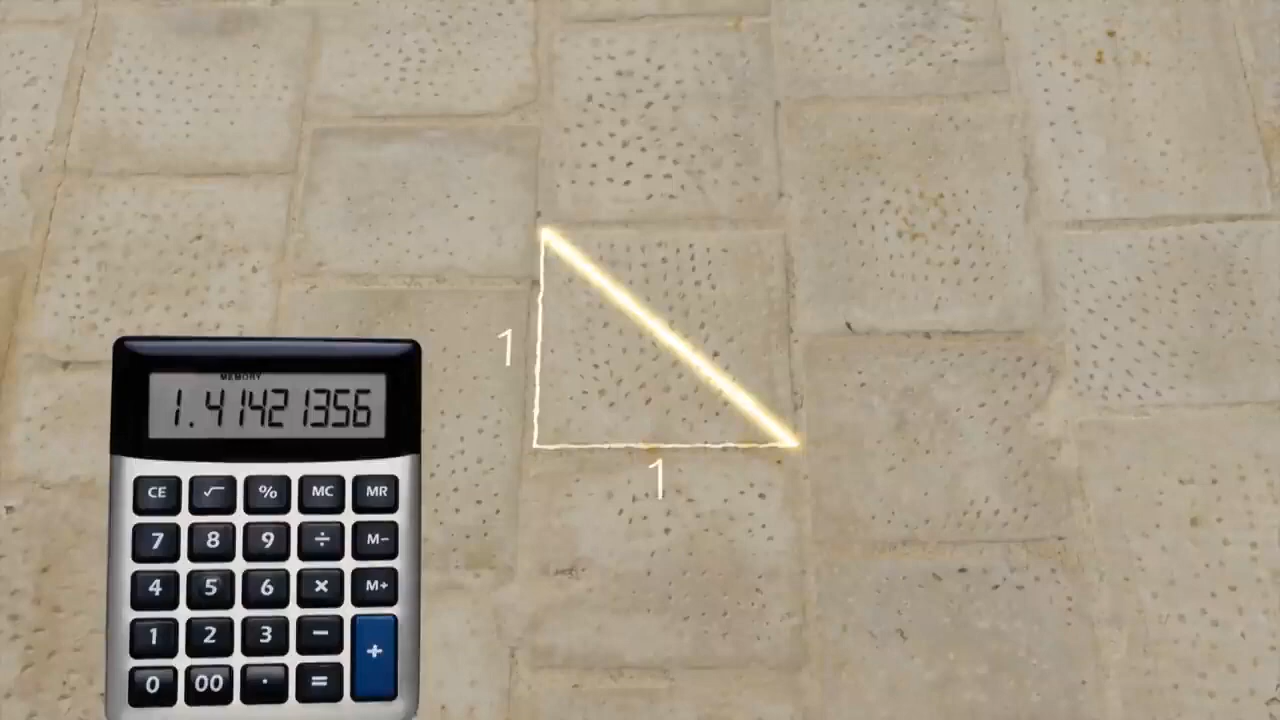 1
1
MEMORY
1.41421356
CE √ % MC MR
7 8 9 ÷ M−
4 5 6 × M+
1 2 3 − +
0 00 · =